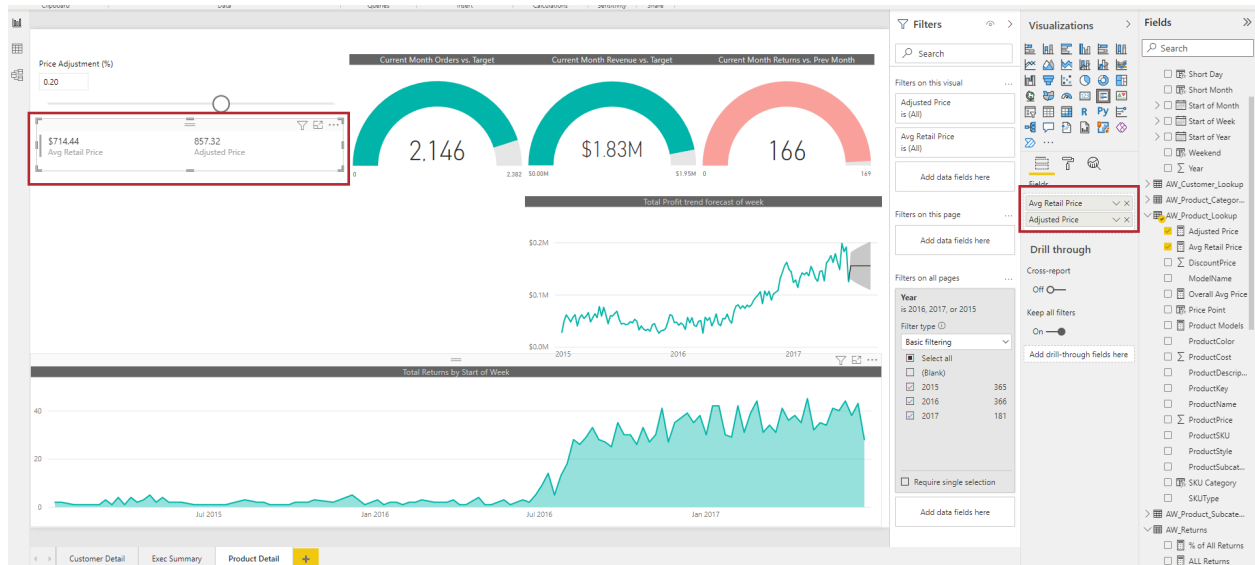 Clipboard
Data
Queries
Insert
Calculations
Sensitivity
Share
Price Adjustment (%)
0.20
$714.44
Avg Retail Price
857.32
Adjusted Price
Current Month Orders vs. Target
2,146
0
2,382
Current Month Revenue vs. Target
$1.83M
$0.00M
$1.95M
Current Month Returns vs. Prev Month
166
0
169
Total Profit trend forecast of week
$0.2M
$0.1M
$0.0M
2015
2016
2017
Total Returns by Start of Week
40
20
0
Jul 2015
Jan 2016
Jul 2016
Jan 2017
Customer Detail
Exec Summary
Product Detail
+
Filters
Search
Filters on this visual
Adjusted Price
is (All)
Avg Retail Price
is (All)
Add data fields here
Filters on this page
Add data fields here
Filters on all pages
Year
is 2016, 2017, or 2015
Filter type
Basic filtering
Select all
(Blank)
2015 365
2016 366
2017 181
Require single selection
Add data fields here
Visualizations
R Py
Fields
Avg Retail Price
Adjusted Price
Drill through
Cross-report
Off
Keep all filters
On
Add drill-through fields here
Fields
Search
Short Day
Short Month
Start of Month
Start of Week
Start of Year
Weekend
Year
AW_Customer_Lookup
AW_Product_Categor...
AW_Product_Lookup
Adjusted Price
Avg Retail Price
DiscountPrice
ModelName
Overall Avg Price
Price Point
Product Models
ProductColor
ProductCost
ProductDescrip...
ProductKey
ProductName
ProductPrice
ProductSKU
ProductStyle
ProductSubcat...
SKU Category
SKUType
AW_Product_Subcate...
AW_Returns
% of All Returns
ALL Returns